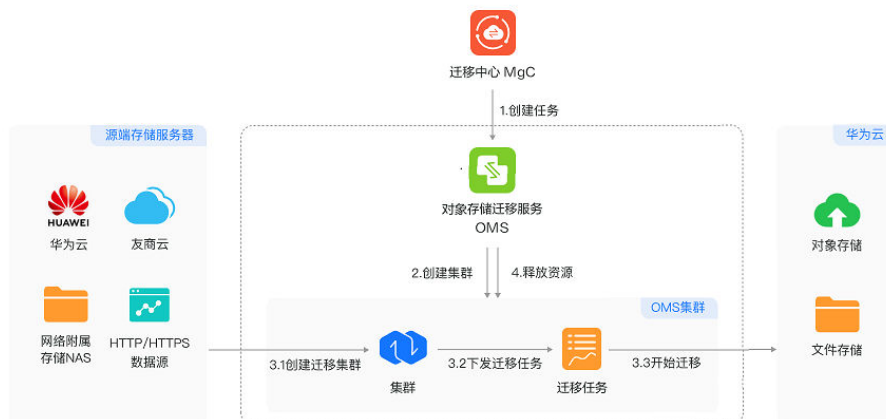 迁移中心 MgC
1.创建任务
源端存储服务器
华为云
HUAWEI
华为云
友商云
网络附属
存储NAS
HTTP/HTTPS
数据源
对象存储迁移服务
OMS
2.创建集群
4.释放资源
OMS集群
3.1创建迁移集群
集群
3.2下发迁移任务
迁移任务
3.3开始迁移
对象存储
文件存储